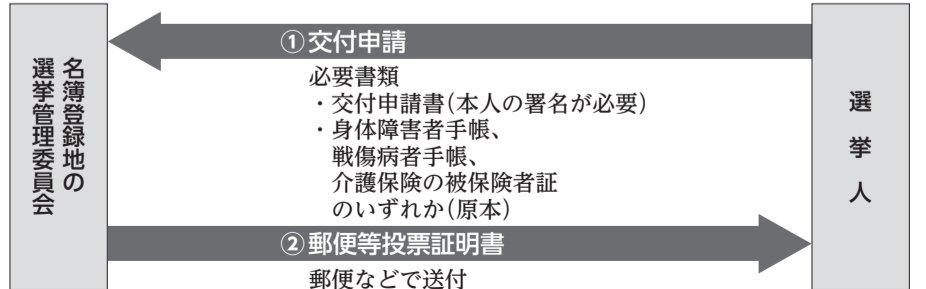 名簿登録地の
選挙管理委員会
①交付申請
必要書類
・交付申請書(本人の署名が必要)
・身体障害者手帳、
戦傷病者手帳、
介護保険の被保険者証
のいずれか(原本)
②郵便等投票証明書
郵便などで送付
選挙人